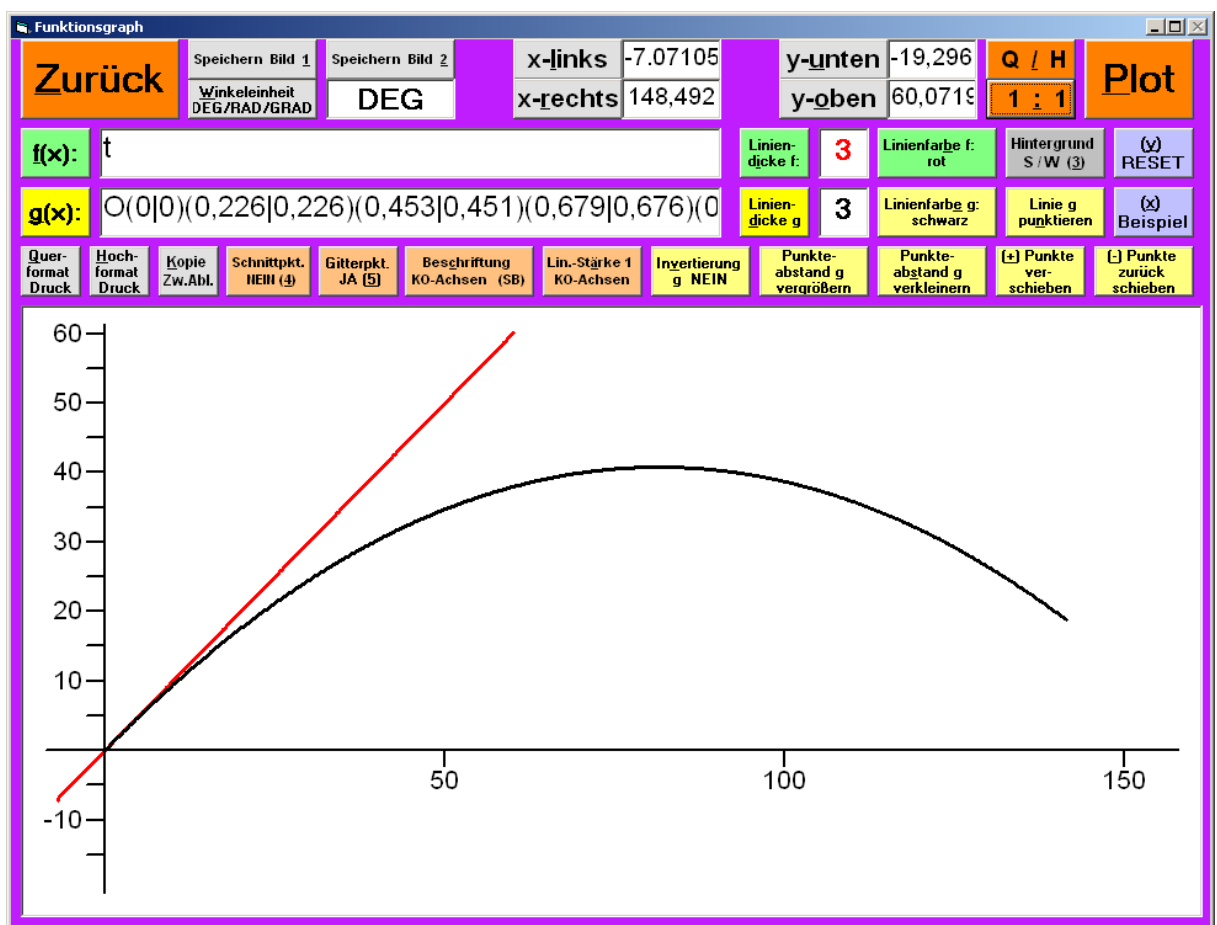 Funktionsgraph
Zurück
Speichern Bild 1
Speichern Bild 2
x-links
-7.07105
y-unten
-19,296
Q / H
Plot
Winkeleinheit
DEG/RAD/GRAD
DEG
x-rechts
148,492
y-oben
60,0719
1 : 1
f(x):
t
Linien-
dicke f:
3
Linienfarbe f:
rot
Hintergrund
S / W (3)
(v)
RESET
g(x):
O(0|0)(0,226|0,226)(0,453|0,451)(0,679|0,676)(0
Linien-
dicke g
3
Linienfarbe g:
schwarz
Linie g
punktieren
(x)
Beispiel
Quer-
format
Druck
Hoch-
format
Druck
Kopie
Zw.Abl.
Schnittpkt.
NEIN (4)
Gitterpkt.
JA (5)
Beschriftung
KO-Achsen (SB)
Lin.-Stärke 1
KO-Achsen
Invertierung
g NEIN
Punkte-
abstand g
vergrößern
Punkte-
abstand g
verkleinern
(+) Punkte
ver-
schieben
(-) Punkte
zurück
schieben
60
50
40
30
20
10
-10
50
100
150